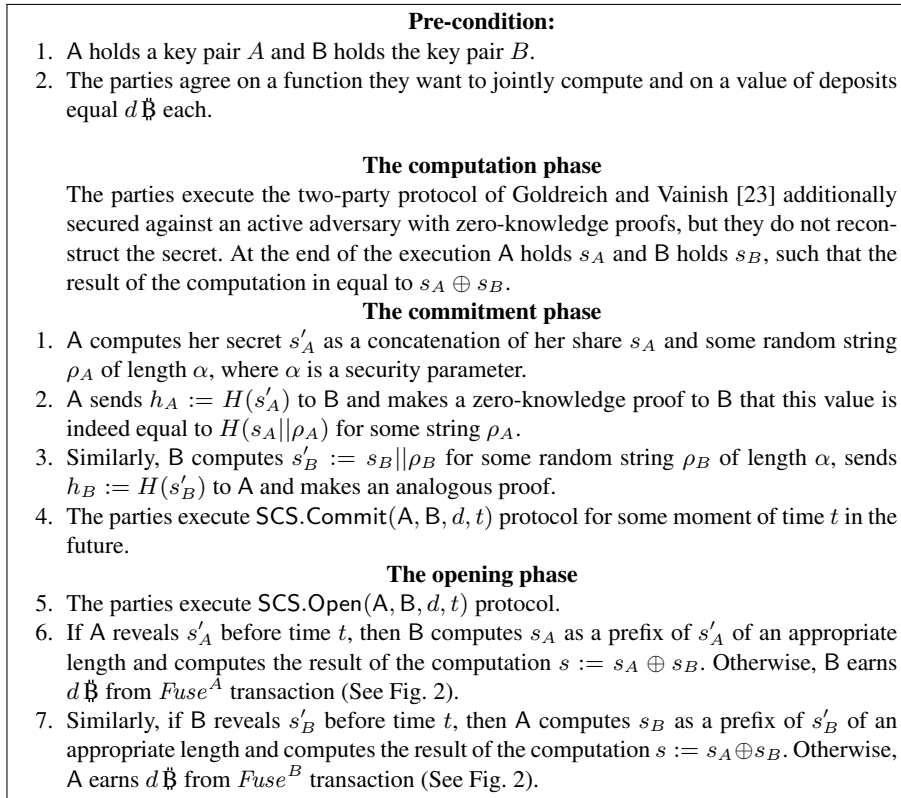 Pre-condition:
1. A holds a key pair A and B holds the key pair B.
2. The parties agree on a function they want to jointly compute and on a value of deposits
equal d ₿ each.
The computation phase
The parties execute the two-party protocol of Goldreich and Vainish [23] additionally
secured against an active adversary with zero-knowledge proofs, but they do not recon-
struct the secret. At the end of the execution A holds s_A and B holds s_B, such that the
result of the computation in equal to s_A ⊕ s_B.
The commitment phase
1. A computes her secret s′_A as a concatenation of her share s_A and some random string
ρ_A of length α, where α is a security parameter.
2. A sends h_A := H(s′_A) to B and makes a zero-knowledge proof to B that this value is
indeed equal to H(s_A||ρ_A) for some string ρ_A.
3. Similarly, B computes s′_B := s_B||ρ_B for some random string ρ_B of length α, sends
h_B := H(s′_B) to A and makes an analogous proof.
4. The parties execute SCS.Commit(A, B, d, t) protocol for some moment of time t in the
future.
The opening phase
5. The parties execute SCS.Open(A, B, d, t) protocol.
6. If A reveals s′_A before time t, then B computes s_A as a prefix of s′_A of an appropriate
length and computes the result of the computation s := s_A ⊕ s_B. Otherwise, B earns
d ₿ from Fuse^A transaction (See Fig. 2).
7. Similarly, if B reveals s′_B before time t, then A computes s_B as a prefix of s′_B of an
appropriate length and computes the result of the computation s := s_A⊕s_B. Otherwise,
A earns d ₿ from Fuse^B transaction (See Fig. 2).